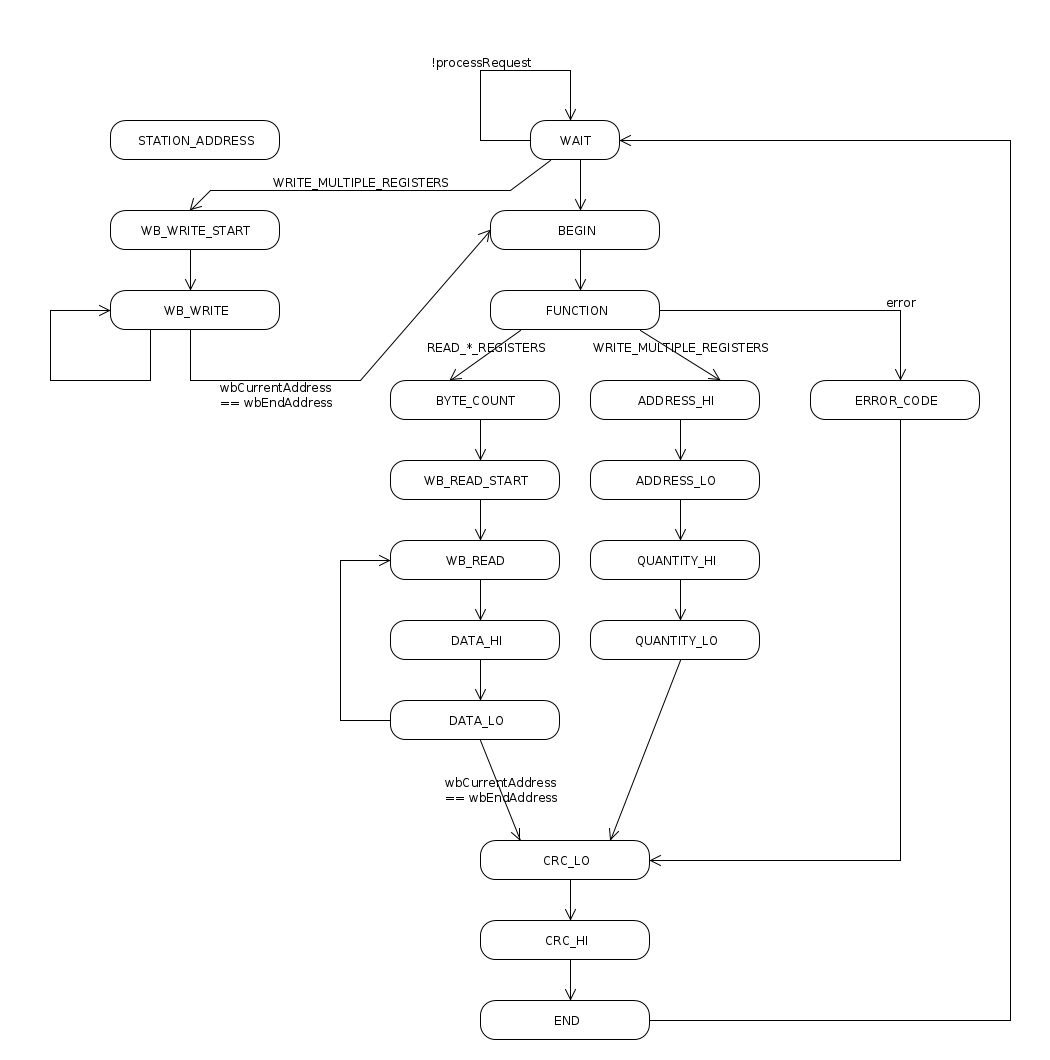 !processRequest
STATION_ADDRESS
WAIT
WRITE_MULTIPLE_REGISTERS
WB_WRITE_START
BEGIN
WB_WRITE
FUNCTION
error
READ_*_REGISTERS
WRITE_MULTIPLE_REGISTERS
wbCurrentAddress
== wbEndAddress
BYTE_COUNT
ADDRESS_HI
ERROR_CODE
WB_READ_START
ADDRESS_LO
WB_READ
QUANTITY_HI
DATA_HI
QUANTITY_LO
DATA_LO
wbCurrentAddress
== wbEndAddress
CRC_LO
CRC_HI
END